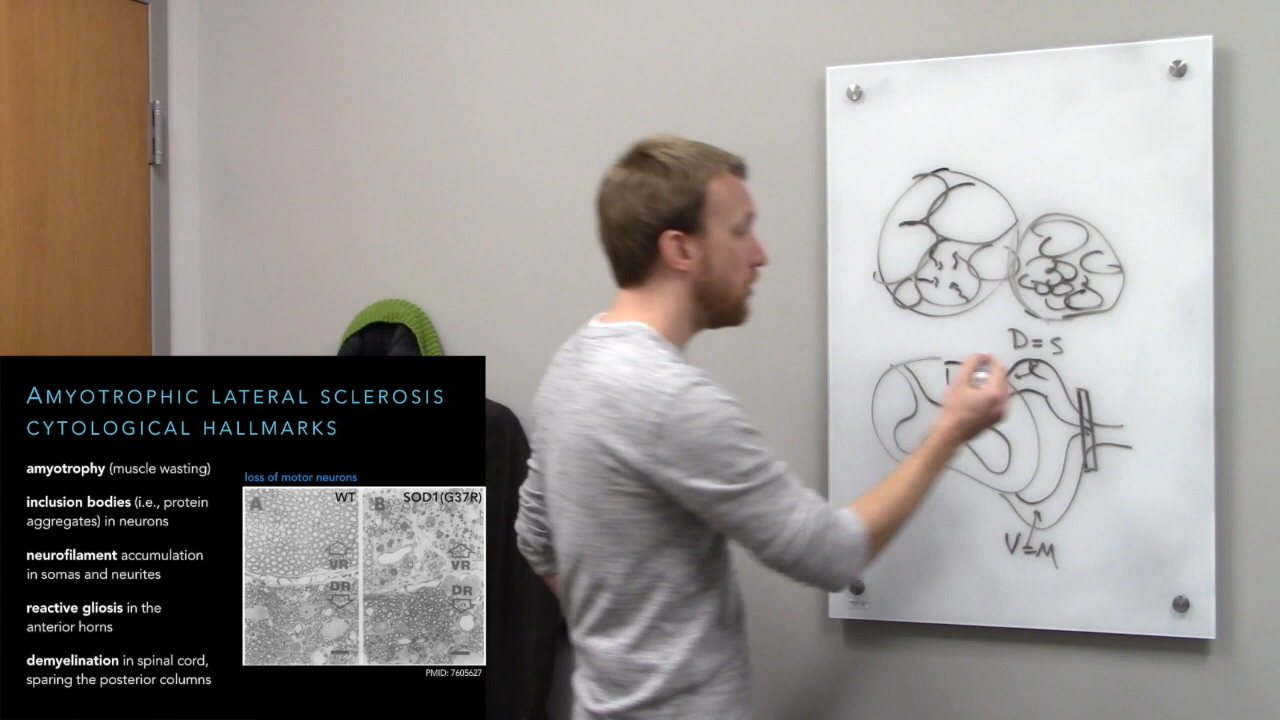 AMYOTROPHIC LATERAL SCLEROSIS
CYTOLOGICAL HALLMARKS
amyotrophy (muscle wasting)
inclusion bodies (i.e., protein
aggregates) in neurons
neurofilament accumulation
in somas and neurites
reactive gliosis in the
anterior horns
demyelination in spinal cord,
sparing the posterior columns
loss of motor neurons
A
WT
B
SOD1(G37R)
VR
VR
DR
DR
PMID: 7605627
D=S
V=M